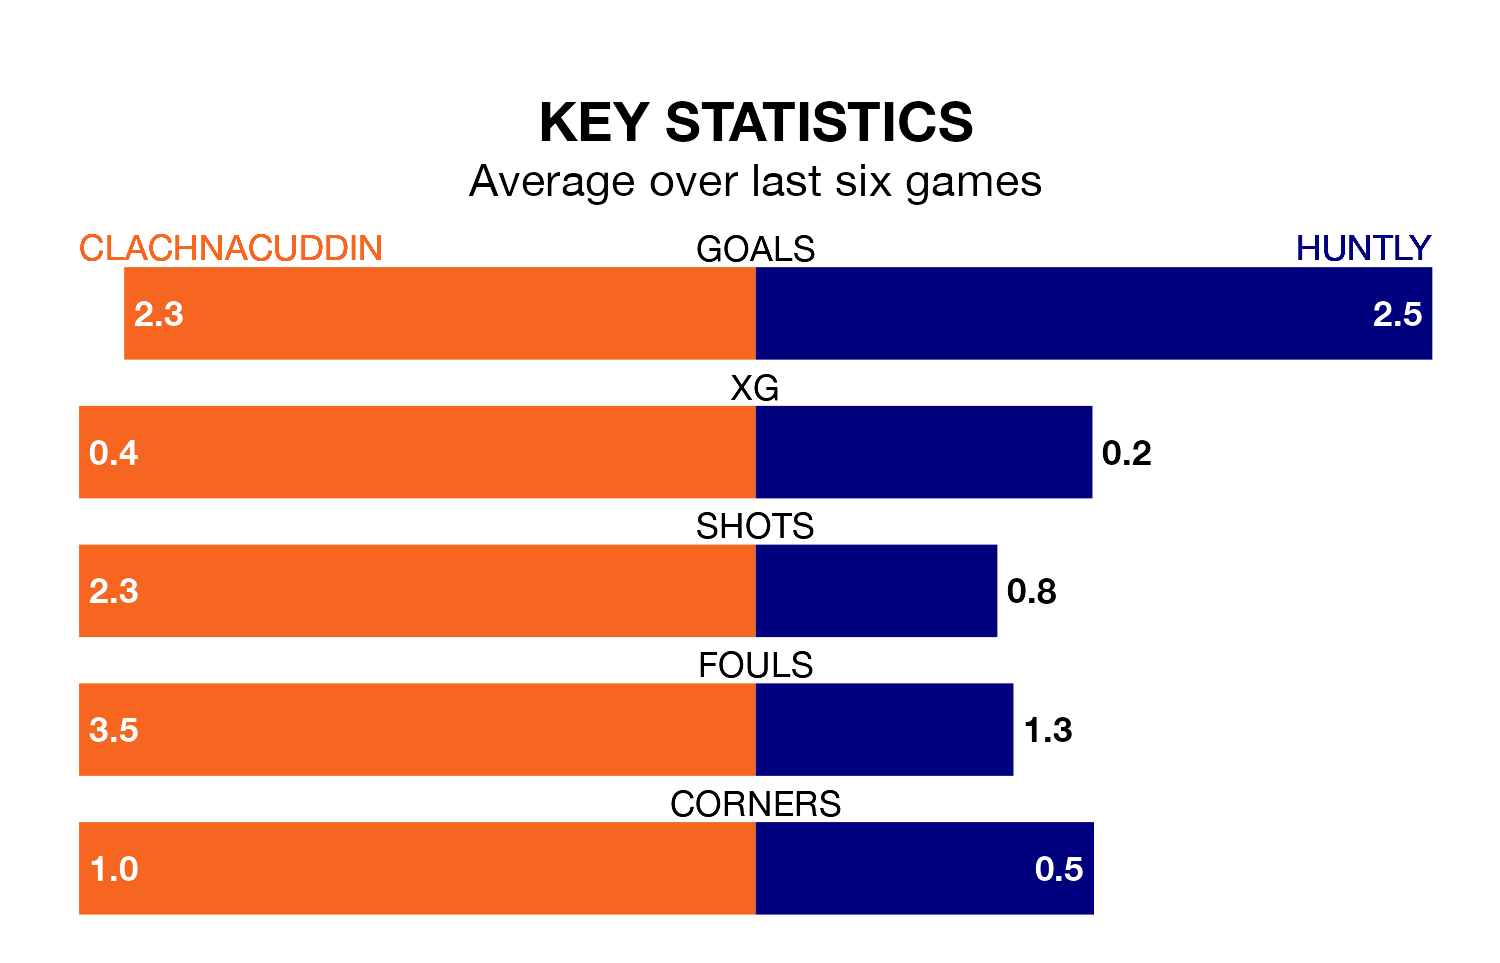 KEY STATISTICS
Average over last six games
CLACHNACUDDIN GOALS HUNTLY
2.3 2.5
XG
0.4 0.2
SHOTS
2.3 0.8
FOULS
3.5 1.3
CORNERS
1.0 0.5